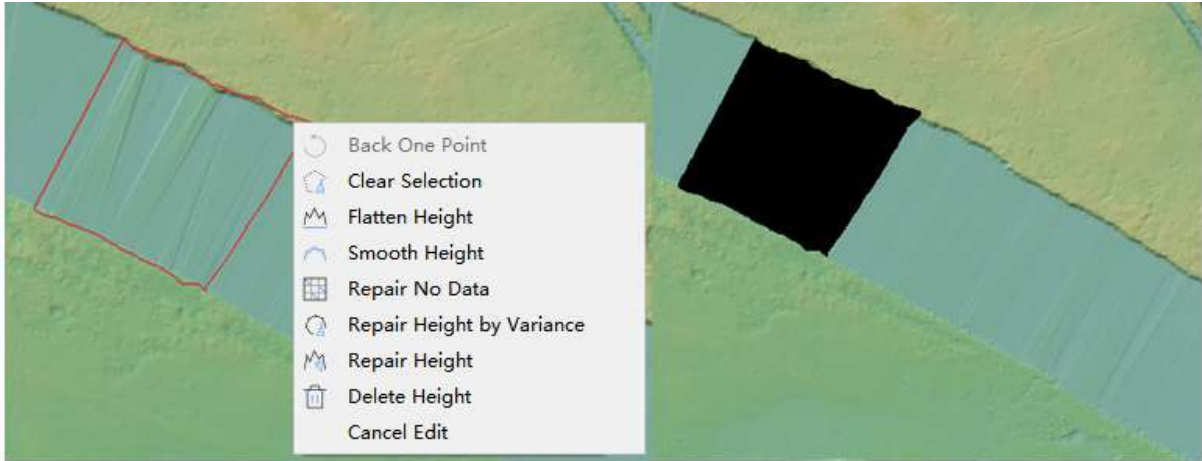 Back One Point
Clear Selection
Flatten Height
Smooth Height
Repair No Data
Repair Height by Variance
Repair Height
Delete Height
Cancel Edit